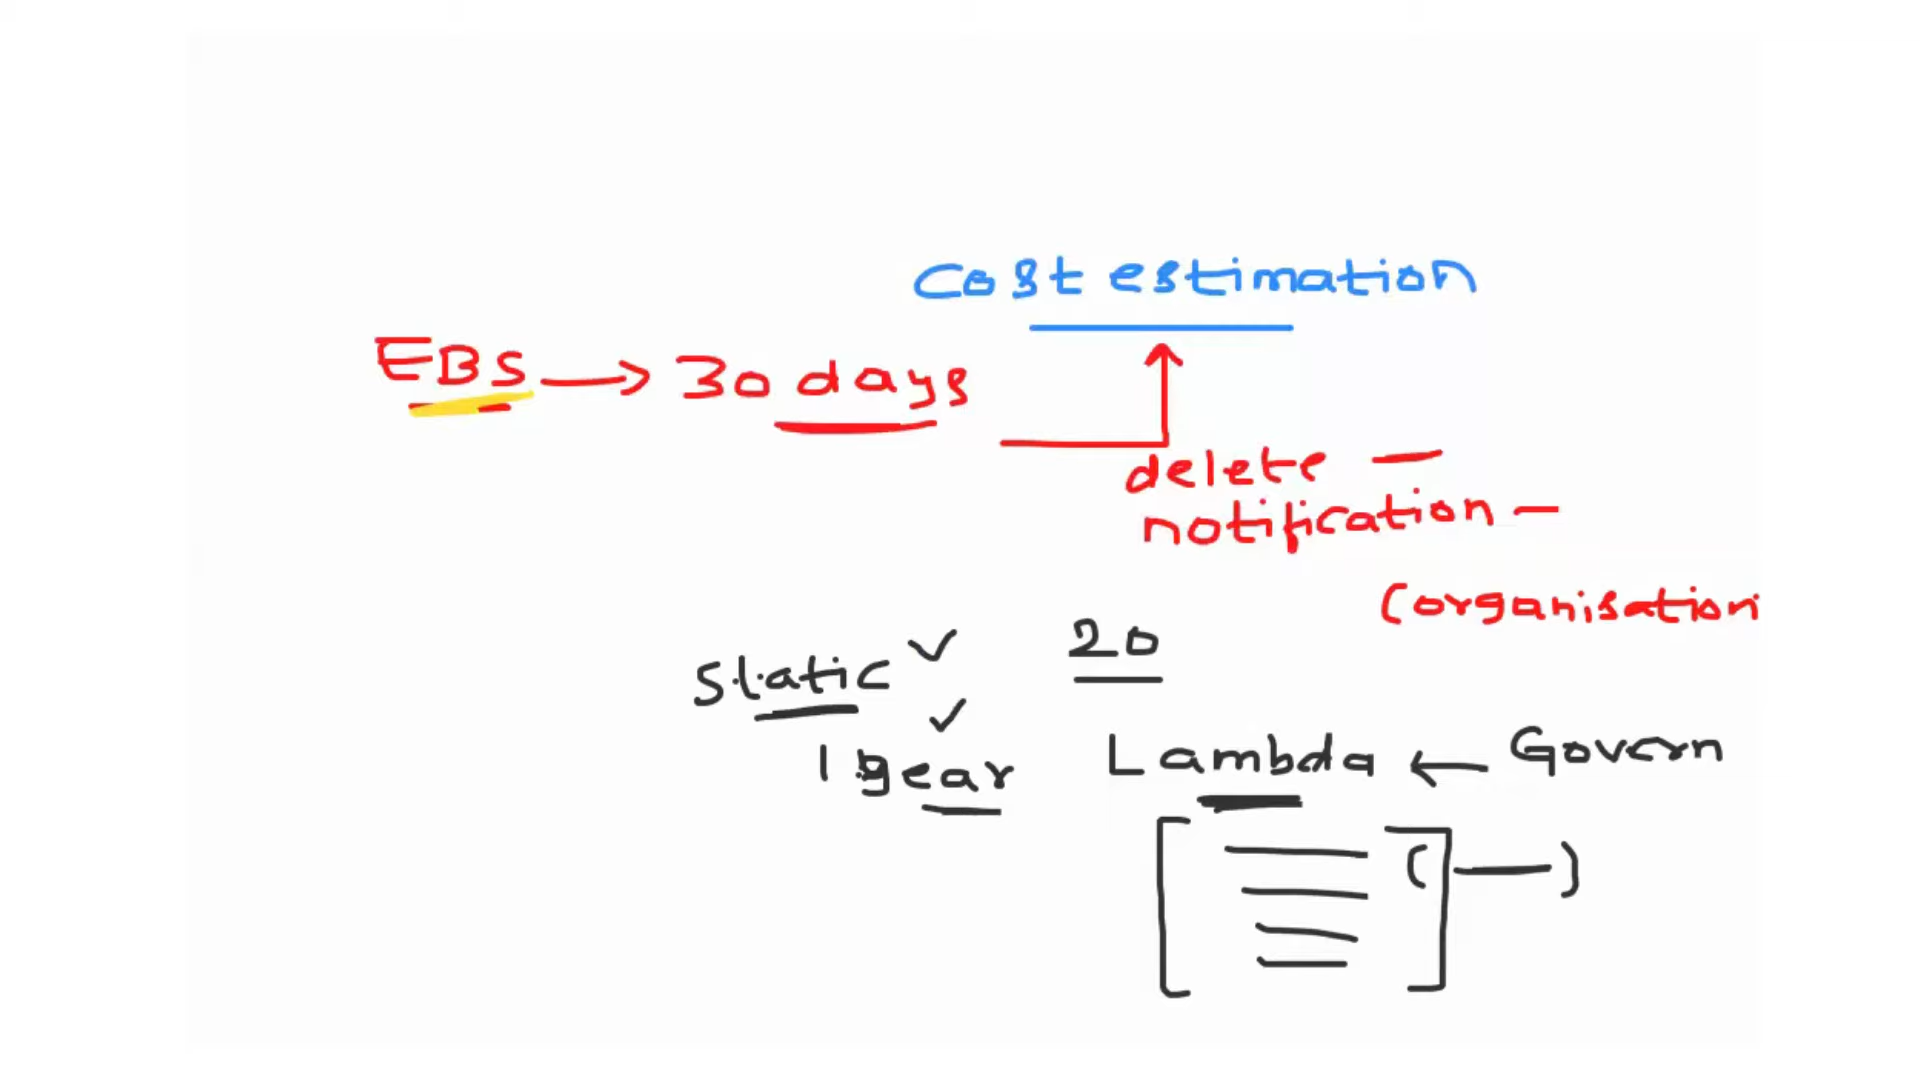 Cost estimation
EBS → 30 days
delete —
notification —
(organisation
static ✓ 20
✓
1 year Lambda ← Govern